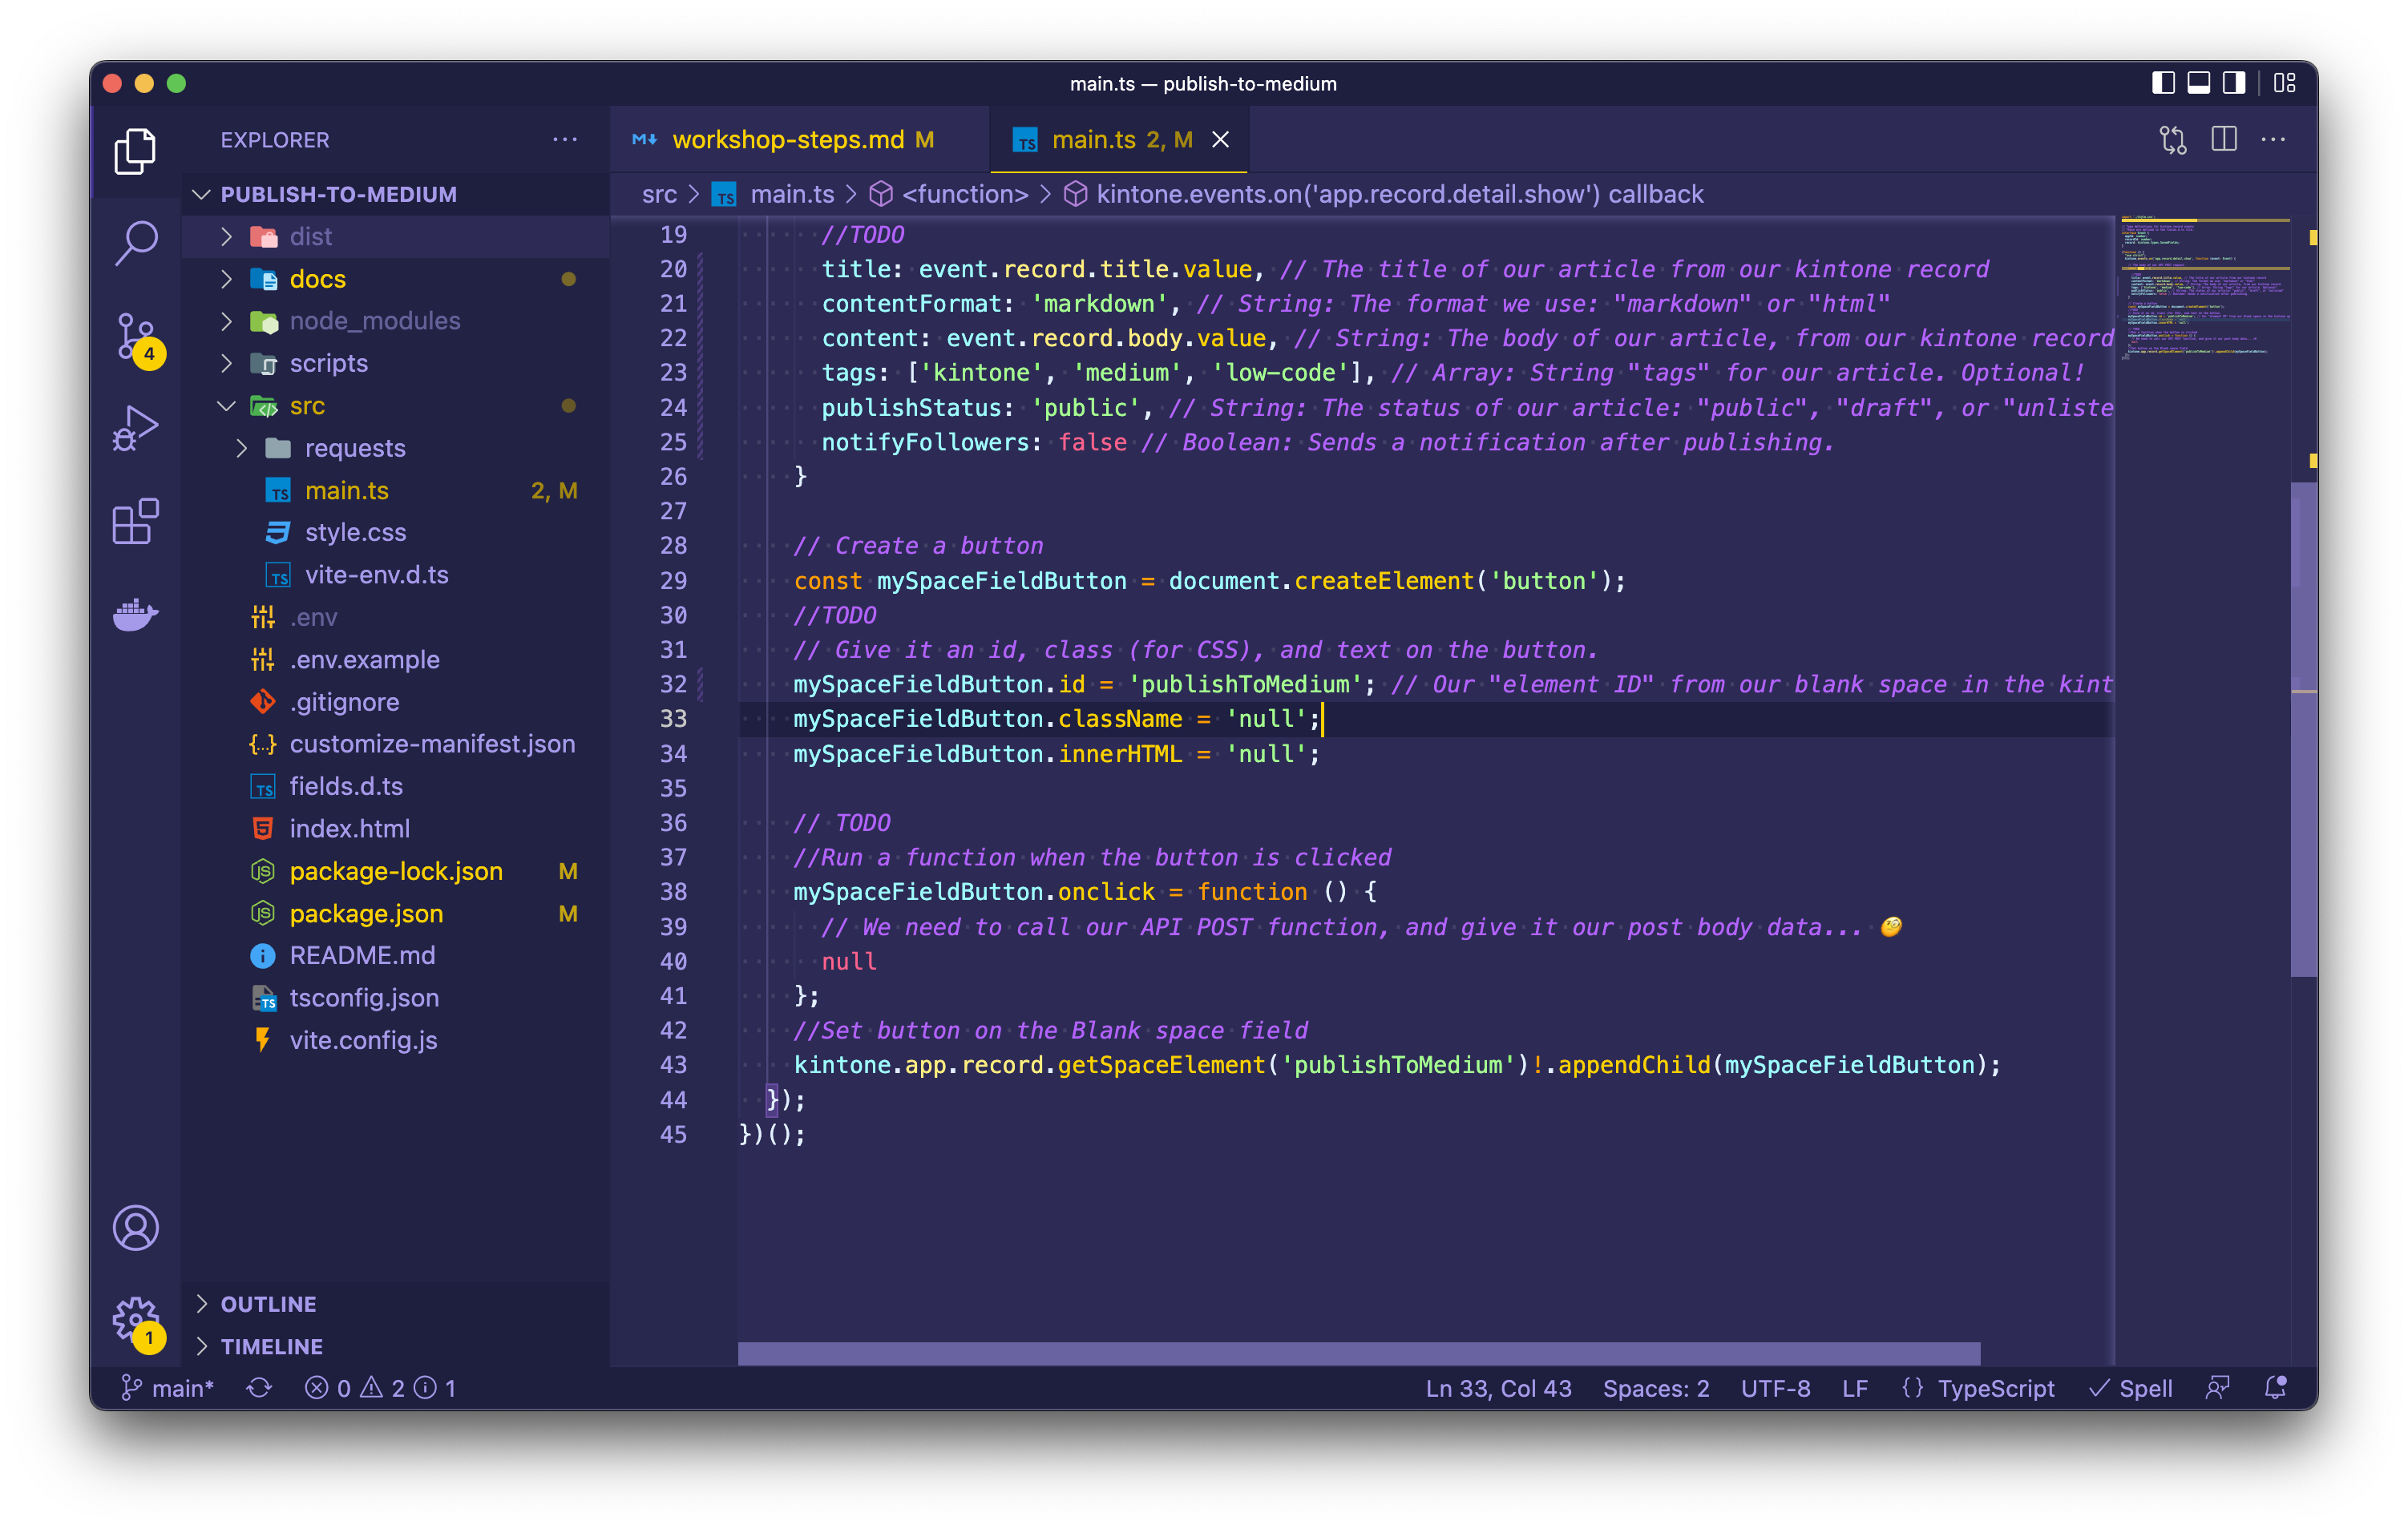 main.ts — publish-to-medium
EXPLORER
PUBLISH-TO-MEDIUM
dist
docs
node_modules
scripts
src
requests
main.ts 2, M
style.css
vite-env.d.ts
.env
.env.example
.gitignore
customize-manifest.json
fields.d.ts
index.html
package-lock.json M
package.json M
README.md
tsconfig.json
vite.config.js
OUTLINE
TIMELINE
4
1
workshop-steps.md M
main.ts 2, M
src > main.ts > <function> > kintone.events.on('app.record.detail.show') callback
19 //TODO
20 title: event.record.title.value, // The title of our article from our kintone record
21 contentFormat: 'markdown', // String: The format we use: "markdown" or "html"
22 content: event.record.body.value, // String: The body of our article, from our kintone record
23 tags: ['kintone', 'medium', 'low-code'], // Array: String "tags" for our article. Optional!
24 publishStatus: 'public', // String: The status of our article: "public", "draft", or "unliste
25 notifyFollowers: false // Boolean: Sends a notification after publishing.
26 }
27
28 // Create a button
29 const mySpaceFieldButton = document.createElement('button');
30 //TODO
31 // Give it an id, class (for CSS), and text on the button.
32 mySpaceFieldButton.id = 'publishToMedium'; // Our "element ID" from our blank space in the kint
33 mySpaceFieldButton.className = 'null';
34 mySpaceFieldButton.innerHTML = 'null';
35
36 // TODO
37 //Run a function when the button is clicked
38 mySpaceFieldButton.onclick = function () {
39 // We need to call our API POST function, and give it our post body data... 🧐
40 null
41 };
42 //Set button on the Blank space field
43 kintone.app.record.getSpaceElement('publishToMedium')!.appendChild(mySpaceFieldButton);
44 });
45 })();
main* 0 2 1 Ln 33, Col 43 Spaces: 2 UTF-8 LF {} TypeScript Spell